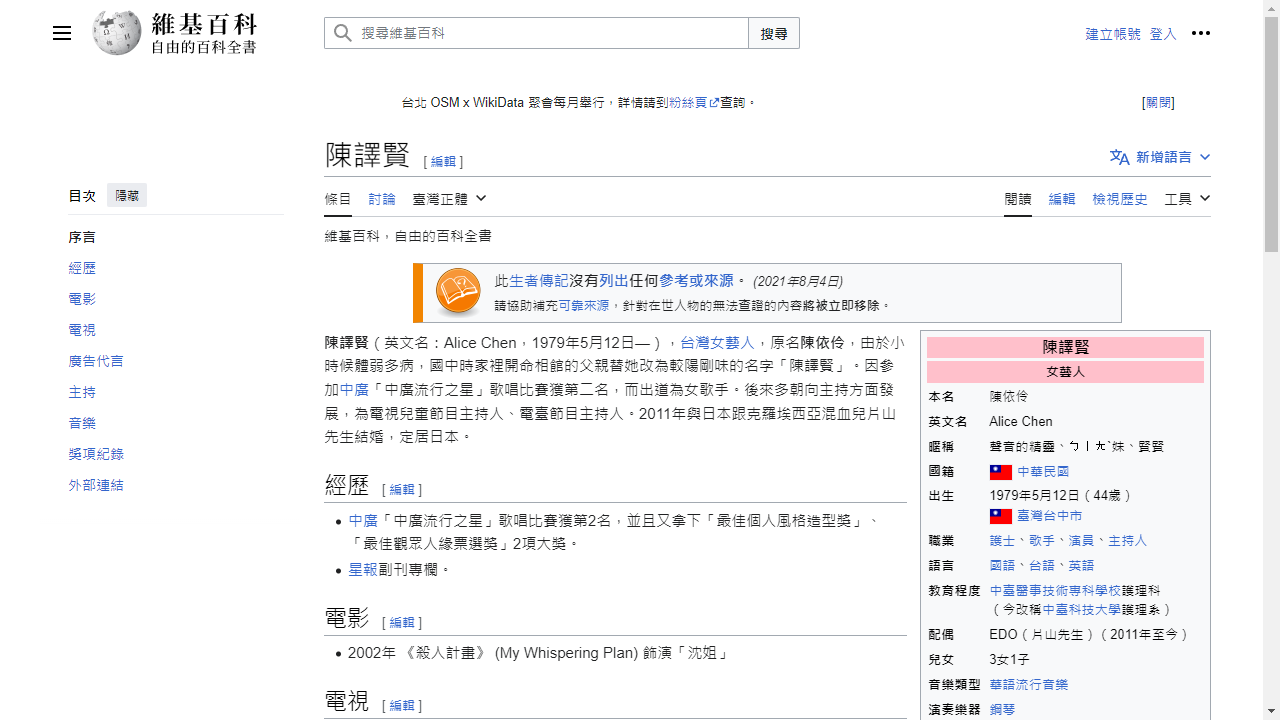 維基百科
自由的百科全書
搜尋維基百科
搜尋
建立帳號 登入
台北 OSM x WikiData 聚會每月舉行，詳情請到粉絲頁查詢。
[關閉]
目次 隱藏
序言
經歷
電影
電視
廣告代言
主持
音樂
獎項紀錄
外部連結
陳譯賢 [ 編輯 ]
新增語言
條目 討論 臺灣正體
閱讀 編輯 檢視歷史 工具
維基百科，自由的百科全書
此生者傳記沒有列出任何參考或來源。 (2021年8月4日)
請協助補充可靠來源，針對在世人物的無法查證的內容將被立即移除。
陳譯賢（英文名：Alice Chen，1979年5月12日—），台灣女藝人，原名陳依伶，由於小
時候體弱多病，國中時家裡開命相館的父親替她改為較陽剛味的名字「陳譯賢」。因參
加中廣「中廣流行之星」歌唱比賽獲第二名，而出道為女歌手。後來多朝向主持方面發
展，為電視兒童節目主持人、電臺節目主持人。2011年與日本跟克羅埃西亞混血兒片山
先生結婚，定居日本。
經歷 [ 編輯 ]
中廣「中廣流行之星」歌唱比賽獲第2名，並且又拿下「最佳個人風格造型獎」、
「最佳觀眾人緣票選獎」2項大獎。
星報副刊專欄。
電影 [ 編輯 ]
2002年 《殺人計畫》 (My Whispering Plan) 飾演「沈姐」
電視 [ 編輯 ]
陳譯賢
女藝人
本名 陳依伶
英文名 Alice Chen
暱稱 聲音的精靈、ㄅㄧㄤˋ妹、賢賢
國籍 中華民國
出生 1979年5月12日（44歲）
臺灣台中市
職業 護士、歌手、演員、主持人
語言 國語、台語、英語
教育程度 中臺醫事技術專科學校護理科
（今改稱中臺科技大學護理系）
配偶 EDO（片山先生）（2011年至今）
兒女 3女1子
音樂類型 華語流行音樂
演奏樂器 鋼琴